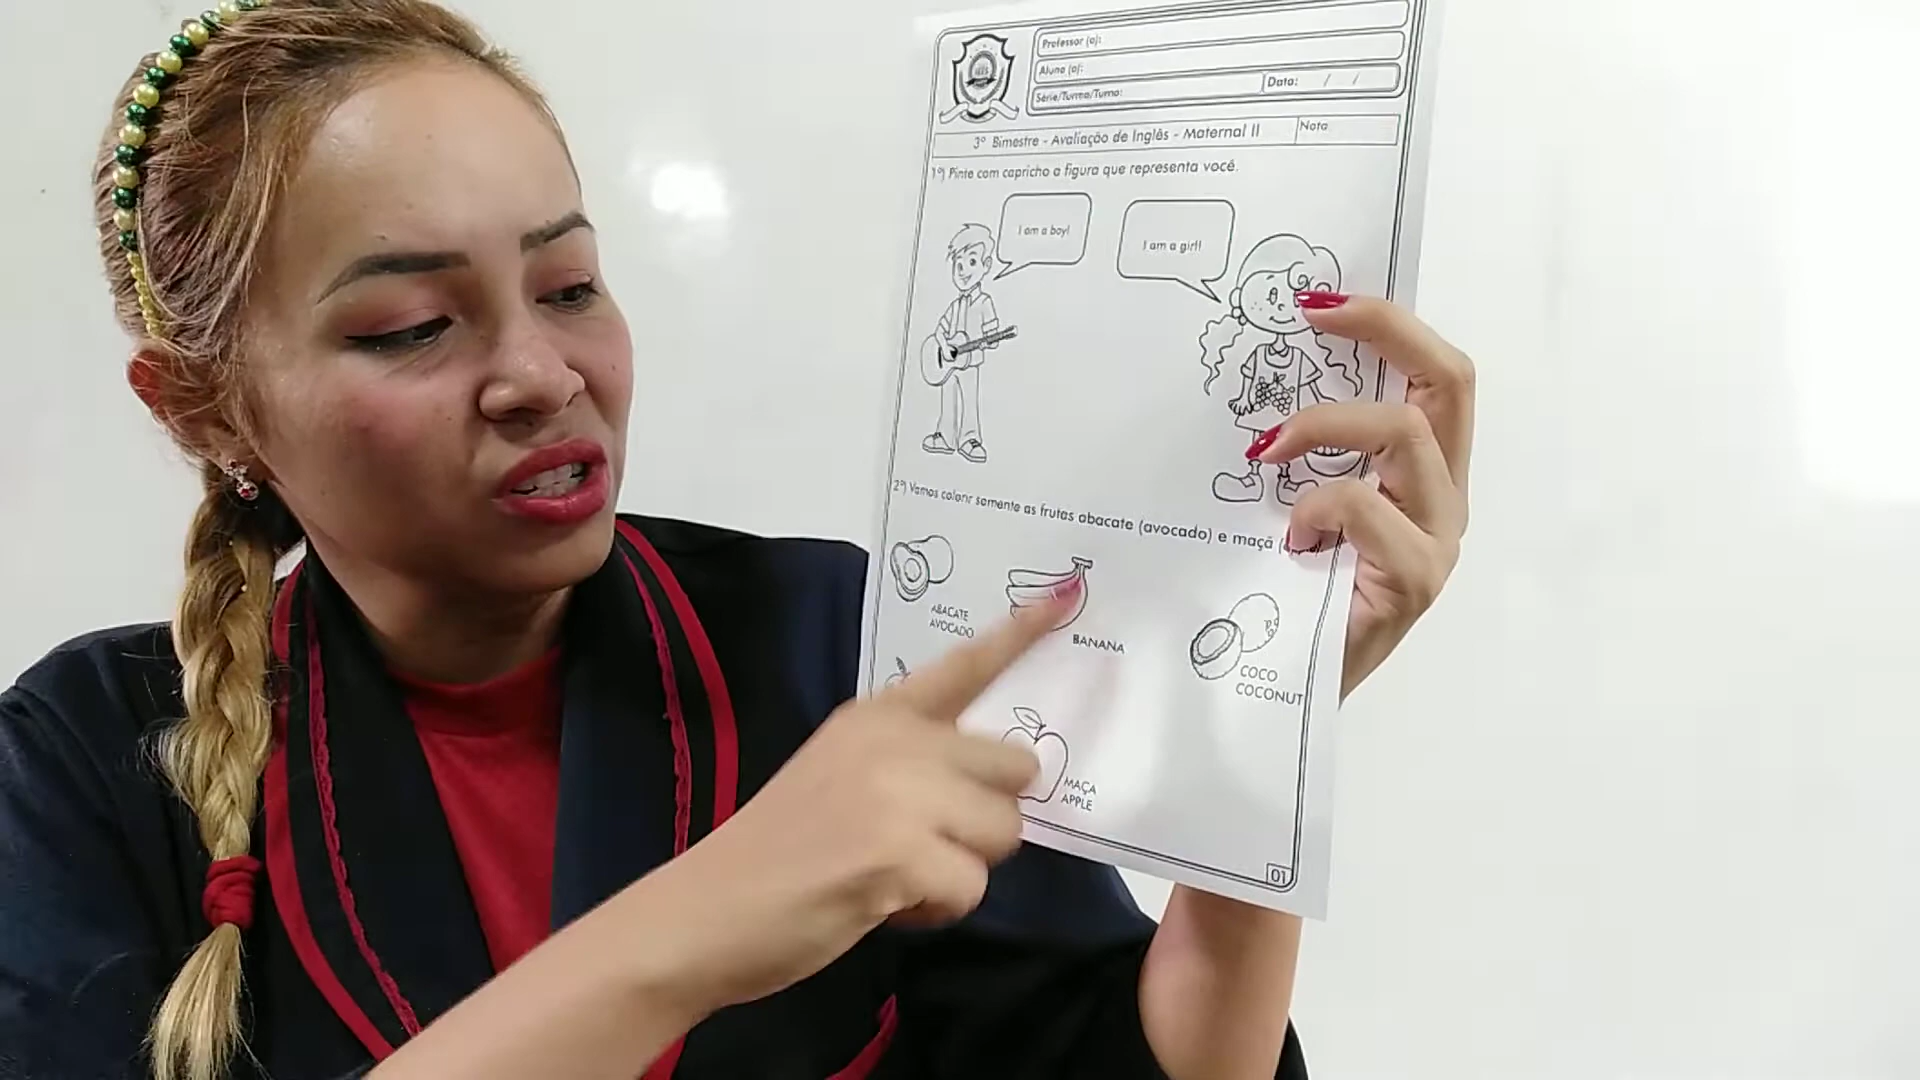 Professor (a):
Aluno (a):
Série/Turma/Turno:
Data: / /
3º Bimestre - Avaliação de Inglês - Maternal II
Nota
1º) Pinte com capricho a figura que representa você.
I am a boy!
I am a girl!
2º) Vamos colorir somente as frutas abacate (avocado) e maçã
ABACATE
AVOCADO
BANANA
COCO
COCONUT
MAÇA
APPLE
01